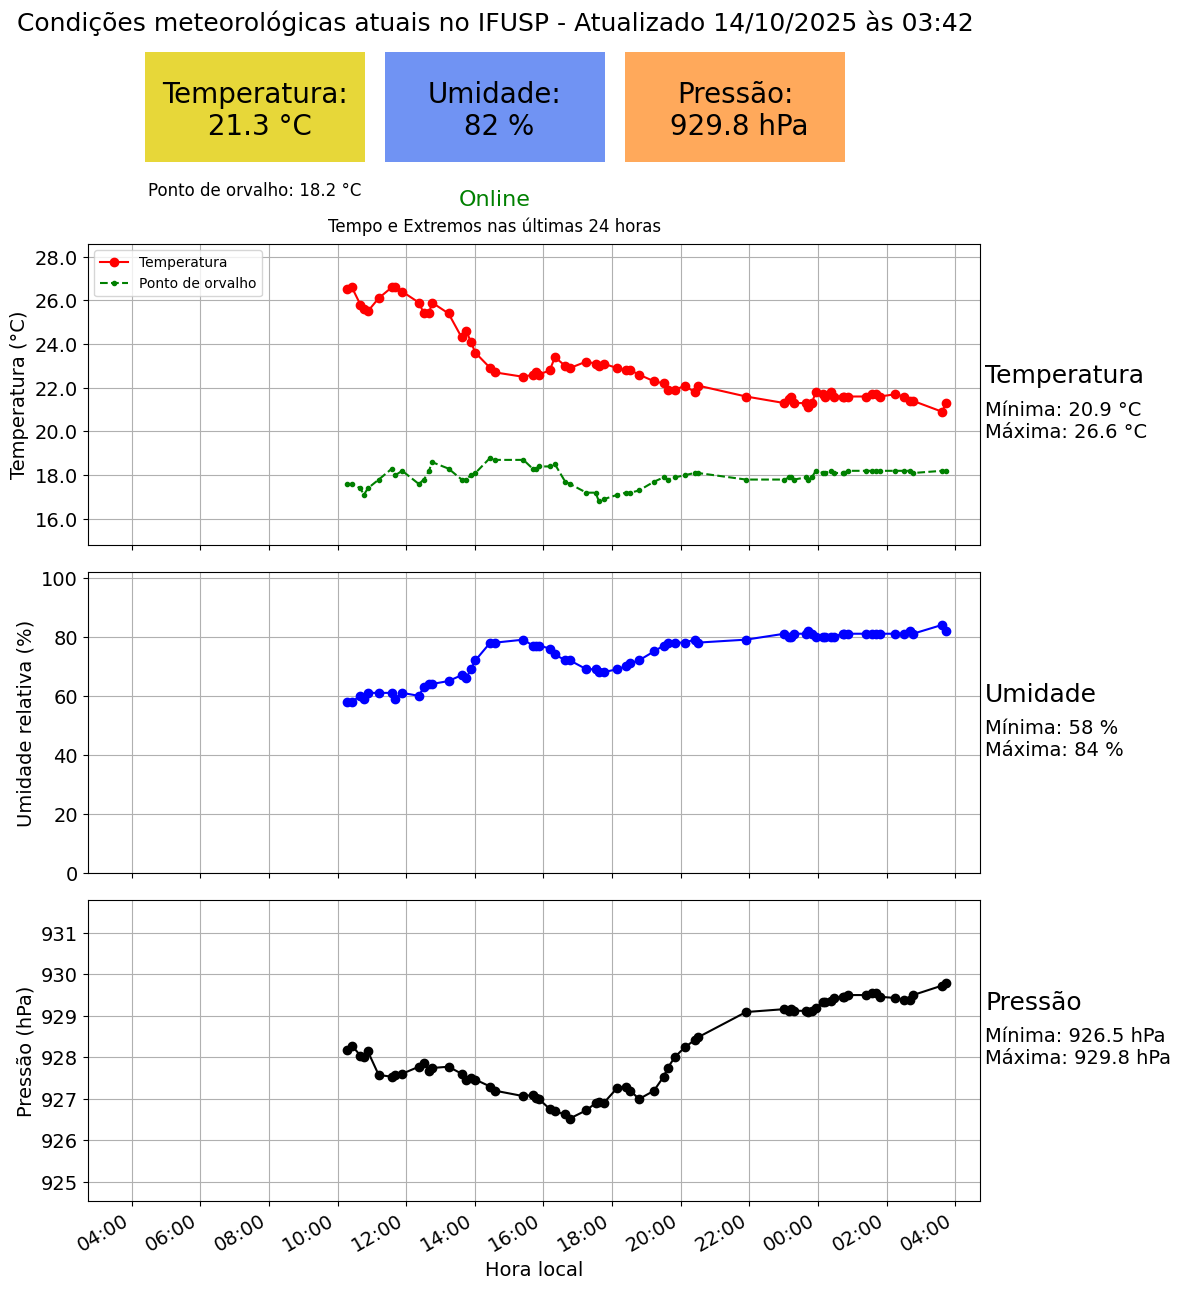 Condições meteorológicas atuais no IFUSP - Atualizado 14/10/2025 às 03:42
Temperatura:
21.3 °C
Umidade:
82 %
Pressão:
929.8 hPa
Ponto de orvalho: 18.2 °C
Online
Tempo e Extremos nas últimas 24 horas
Temperatura
Ponto de orvalho
Temperatura (°C)
28.0
26.0
24.0
22.0
20.0
18.0
16.0
Temperatura
Mínima: 20.9 °C
Máxima: 26.6 °C
Umidade relativa (%)
100
80
60
40
20
0
Umidade
Mínima: 58 %
Máxima: 84 %
Pressão (hPa)
931
930
929
928
927
926
925
Pressão
Mínima: 926.5 hPa
Máxima: 929.8 hPa
04:00 06:00 08:00 10:00 12:00 14:00 16:00 18:00 20:00 22:00 00:00 02:00 04:00
Hora local